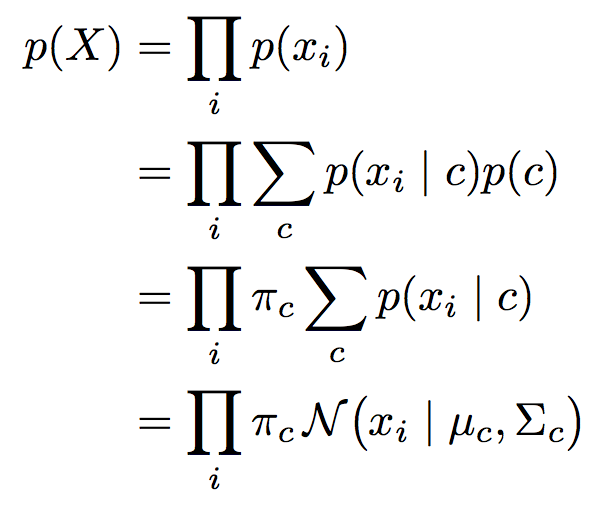 p(X) = ∏_i p(x_i)
= ∏_i ∑_c p(x_i | c)p(c)
= ∏_i π_c ∑_c p(x_i | c)
= ∏_i π_c 𝒩(x_i | μ_c, Σ_c)